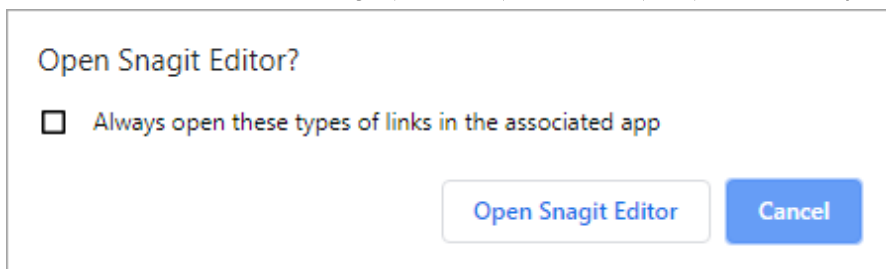 Open Snagit Editor?
Always open these types of links in the associated app
Open Snagit Editor
Cancel